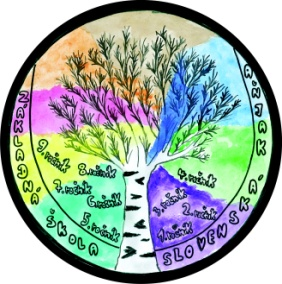 ZÁKLADNÁ ŠKOLA SLOVENSKÁ KAJŇA
9. ročník
8. ročník
7. ročník
6. ročník
5. ročník
4. ročník
3. ročník
2. ročník
1. ročník